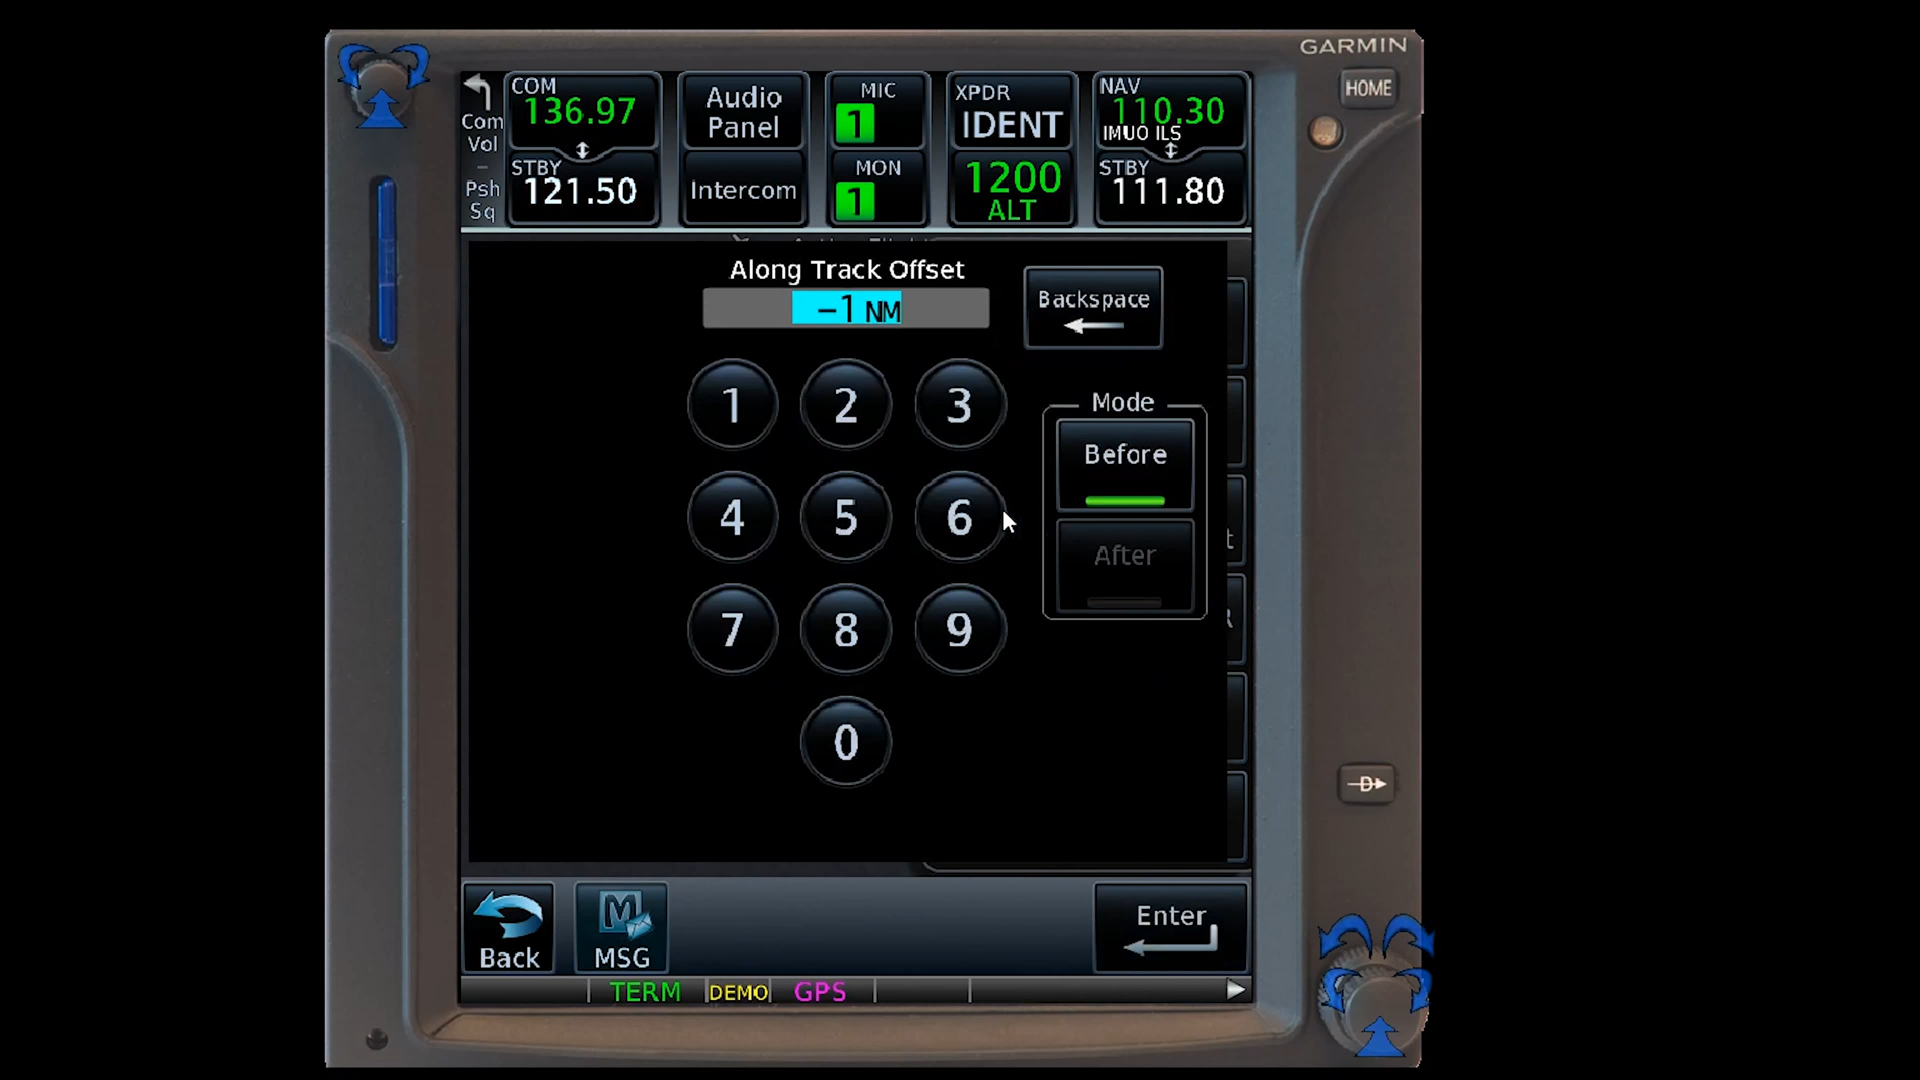 GARMIN
HOME
Com
Vol
Psh
Sq
COM
136.97
STBY
121.50
Audio
Panel
Intercom
MIC
1
MON
1
XPDR
IDENT
1200
ALT
NAV
110.30
IMUO ILS
STBY
111.80
Along Track Offset
-1 NM
Backspace
1 2 3
4 5 6
7 8 9
0
Mode
Before
After
Back
MSG
Enter
TERM DEMO GPS
D